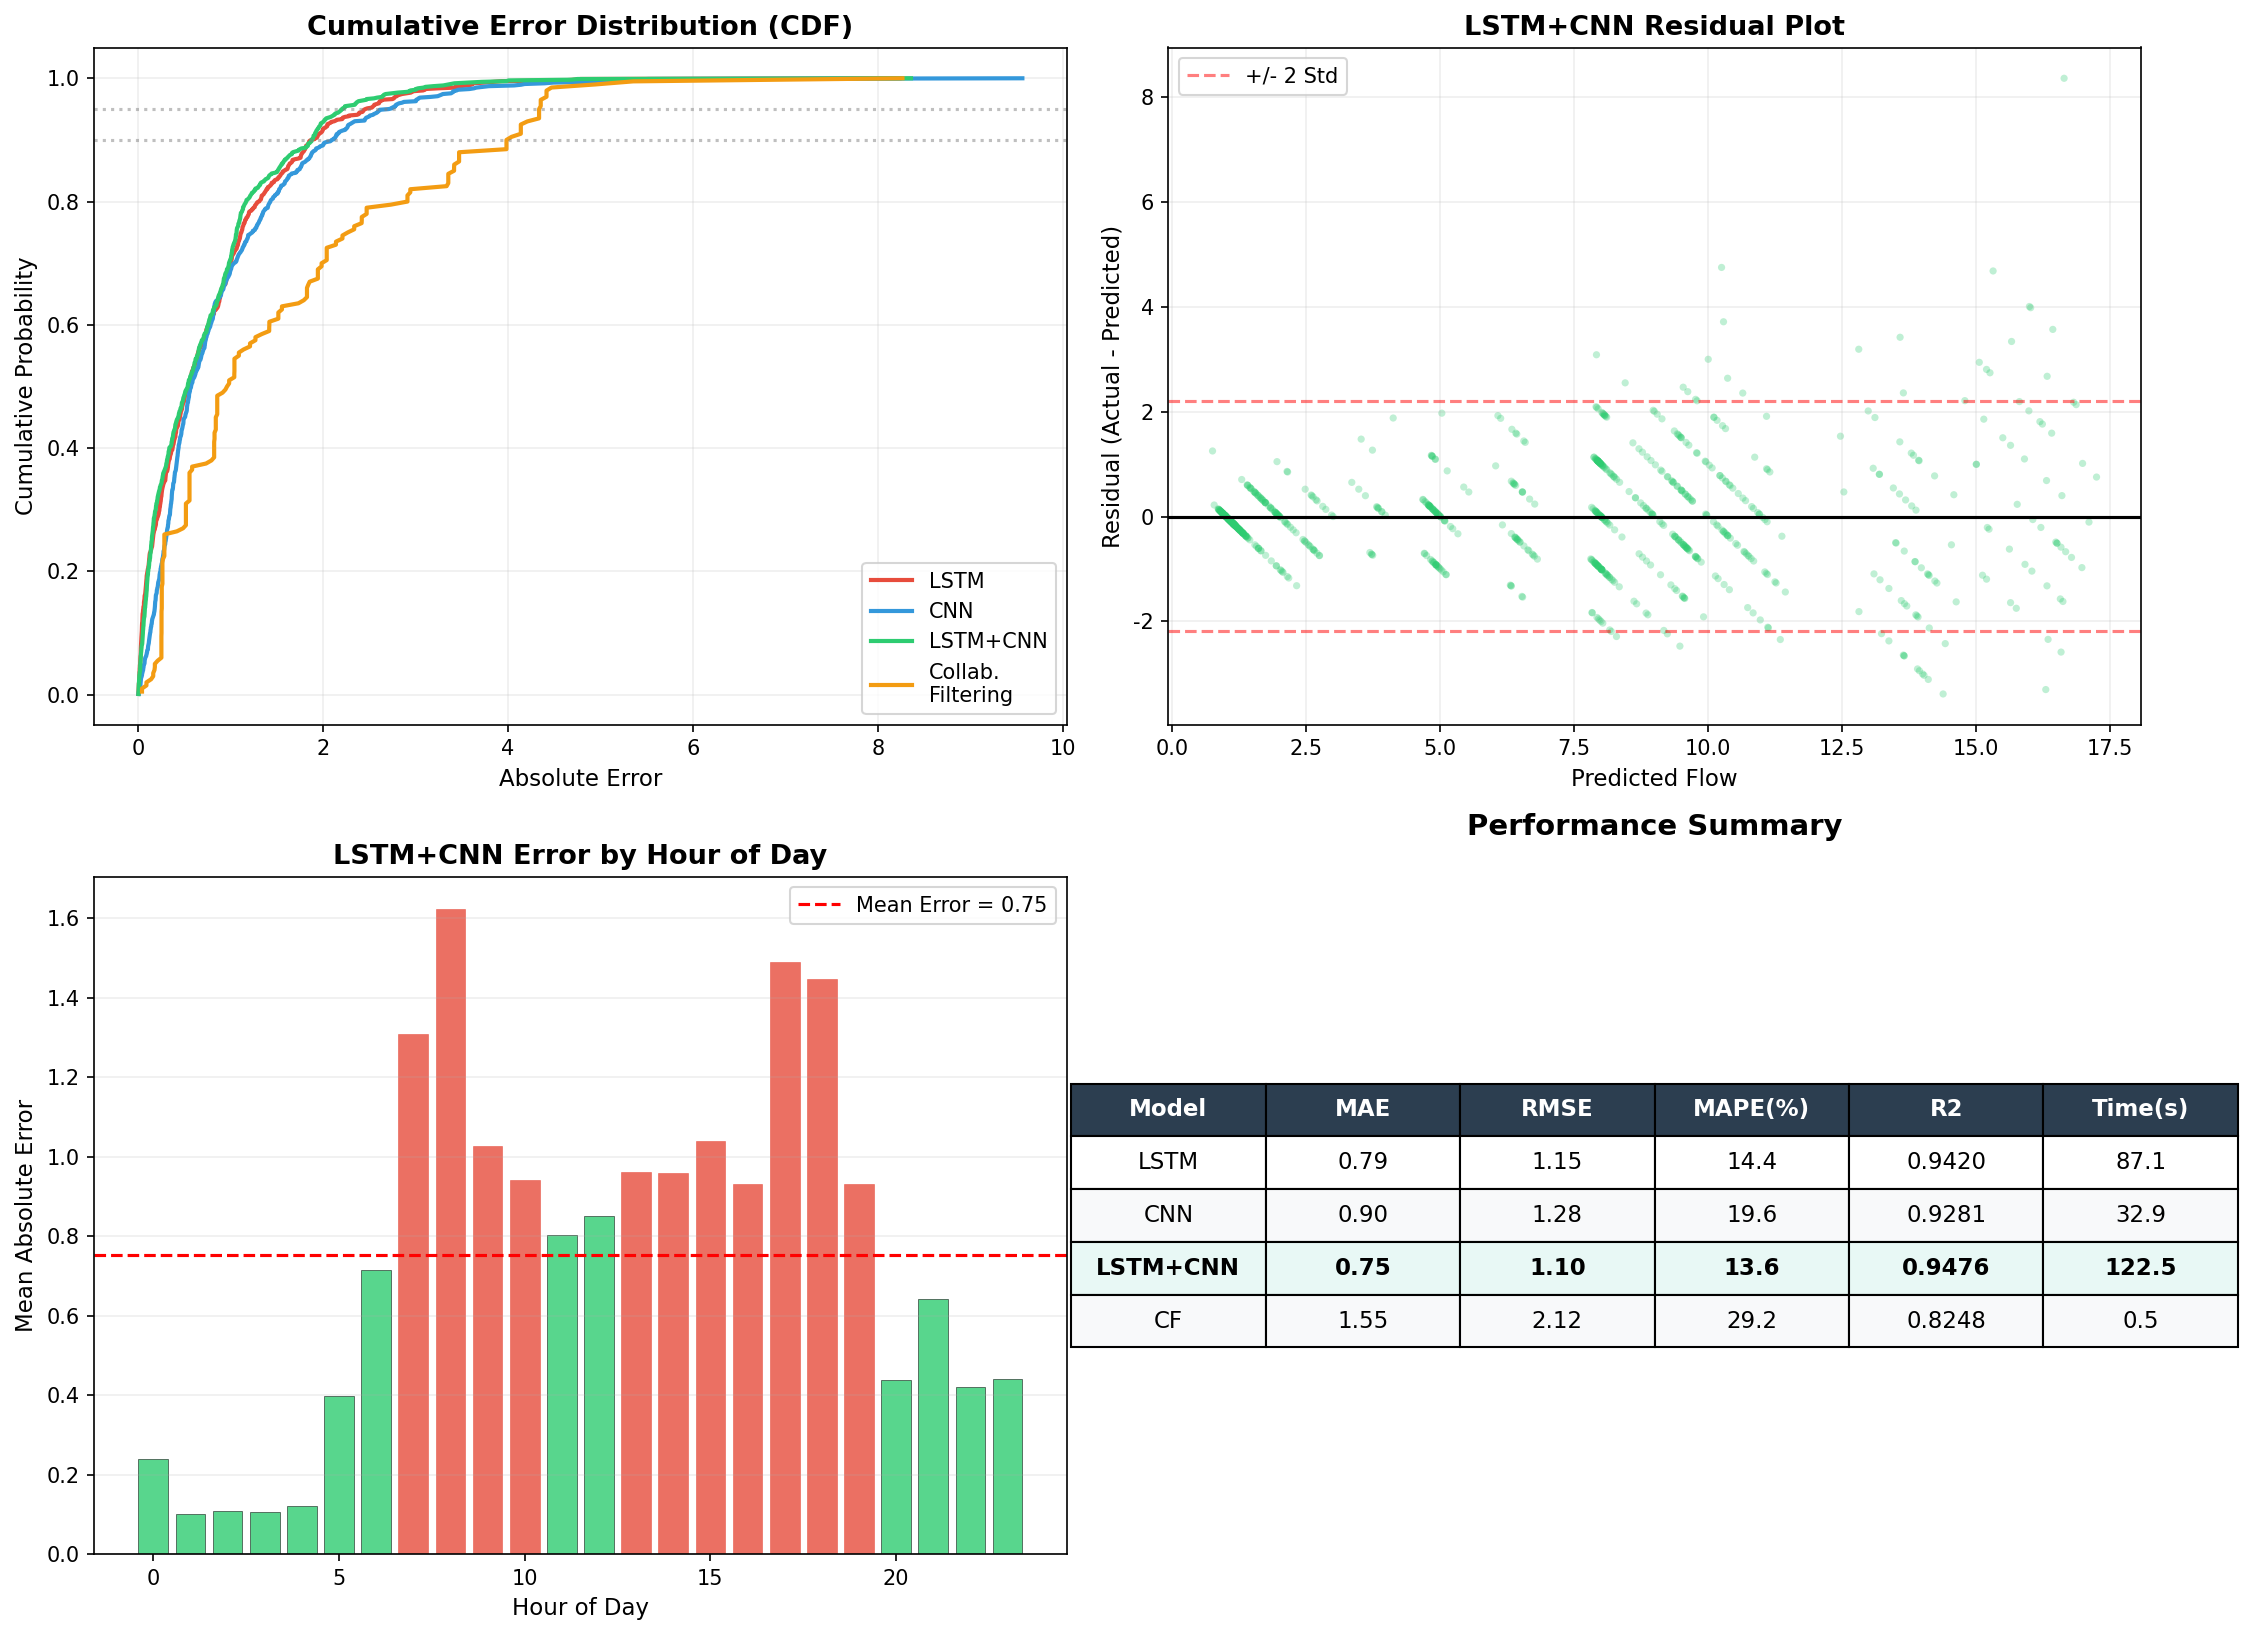 Cumulative Error Distribution (CDF)
Cumulative Probability
1.0
0.8
0.6
0.4
0.2
0.0
LSTM
CNN
LSTM+CNN
Collab.
Filtering
0 2 4 6 8 10
Absolute Error
LSTM+CNN Residual Plot
Residual (Actual - Predicted)
+/- 2 Std
8
6
4
2
0
-2
0.0 2.5 5.0 7.5 10.0 12.5 15.0 17.5
Predicted Flow
LSTM+CNN Error by Hour of Day
Mean Absolute Error
Mean Error = 0.75
1.6
1.4
1.2
1.0
0.8
0.6
0.4
0.2
0.0
0 5 10 15 20
Hour of Day
Performance Summary
Model MAE RMSE MAPE(%) R2 Time(s)
LSTM 0.79 1.15 14.4 0.9420 87.1
CNN 0.90 1.28 19.6 0.9281 32.9
LSTM+CNN 0.75 1.10 13.6 0.9476 122.5
CF 1.55 2.12 29.2 0.8248 0.5